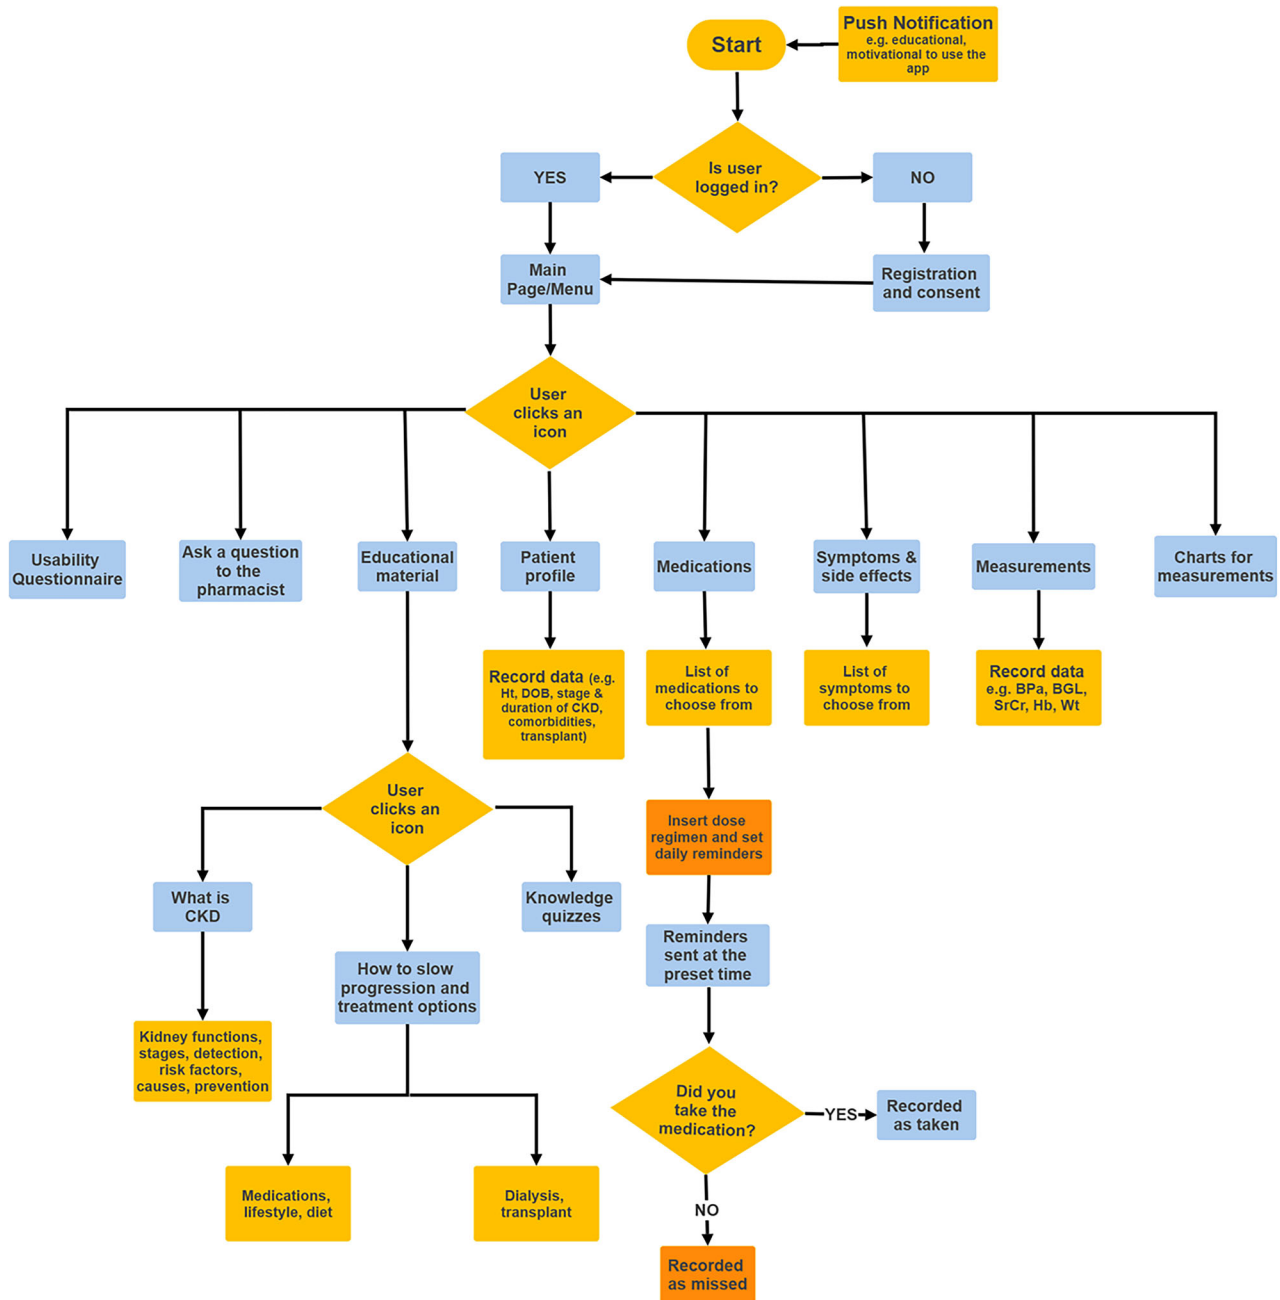 Push Notification
e.g. educational,
motivational to use the
app
Start
Is user
logged in?
YES
NO
Main
Page/Menu
Registration
and consent
User
clicks an
icon
Usability
Questionnaire
Ask a question
to the
pharmacist
Educational
material
Patient
profile
Medications
Symptoms &
side effects
Measurements
Charts for
measurements
Record data (e.g.
Ht, DOB, stage &
duration of CKD,
comorbidities,
transplant)
List of
medications to
choose from
List of
symptoms to
choose from
Record data
e.g. BPa, BGL,
SrCr, Hb, Wt
User
clicks an
icon
Insert dose
regimen and set
daily reminders
What is
CKD
Knowledge
quizzes
How to slow
progression and
treatment options
Reminders
sent at the
preset time
Kidney functions,
stages, detection,
risk factors,
causes, prevention
Did you
take the
medication?
YES
Recorded
as taken
Medications,
lifestyle, diet
Dialysis,
transplant
NO
Recorded
as missed